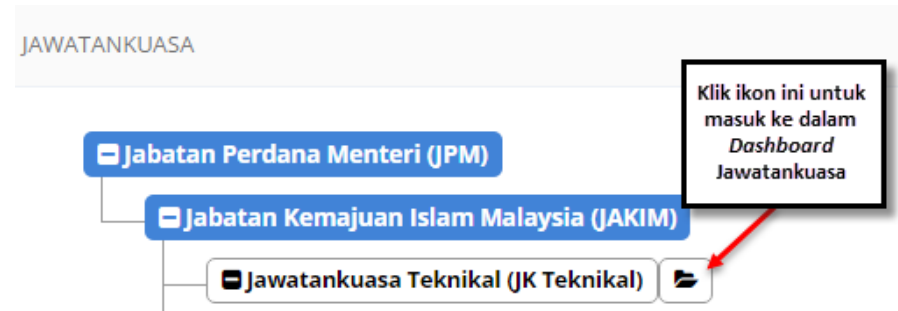 JAWATANKUASA
Klik ikon ini untuk
masuk ke dalam
Dashboard
Jawatankuasa
Jabatan Perdana Menteri (JPM)
Jabatan Kemajuan Islam Malaysia (JAKIM)
Jawatankuasa Teknikal (JK Teknikal)